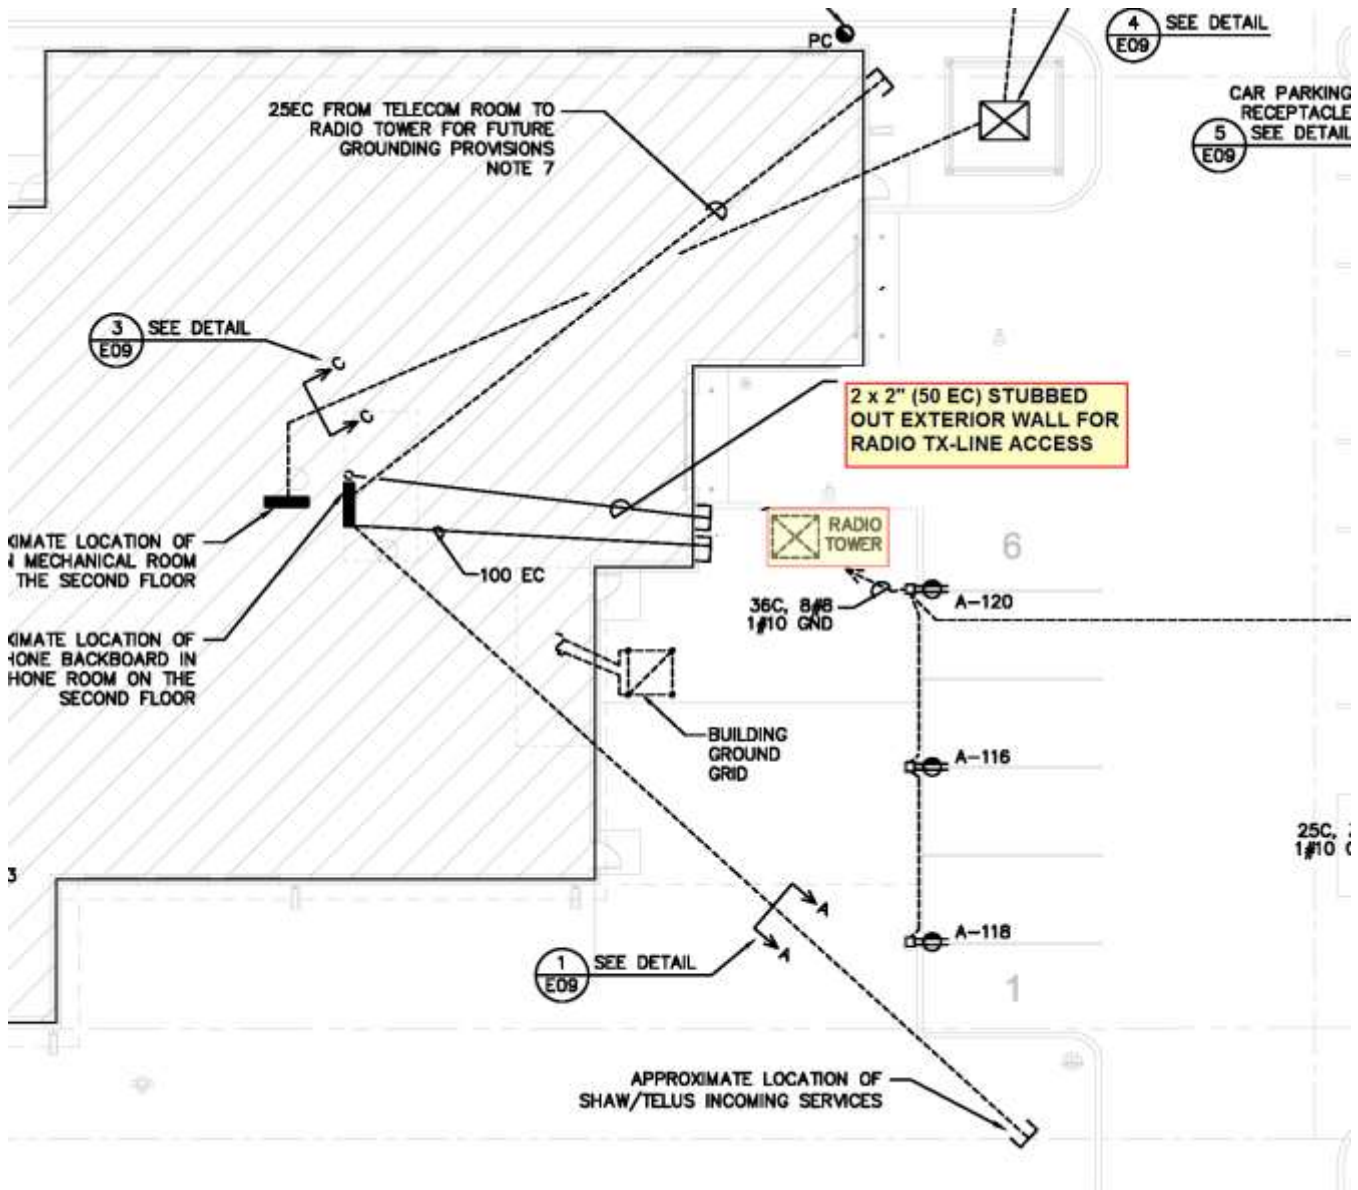 PC
4
E09
SEE DETAIL
CAR PARKING
RECEPTACLE
5
E09
SEE DETAIL
25EC FROM TELECOM ROOM TO
RADIO TOWER FOR FUTURE
GROUNDING PROVISIONS
NOTE 7
3
E09
SEE DETAIL
C
C
2 x 2" (50 EC) STUBBED
OUT EXTERIOR WALL FOR
RADIO TX-LINE ACCESS
RADIO
TOWER
6
XIMATE LOCATION OF
N MECHANICAL ROOM
THE SECOND FLOOR
100 EC
36C, 8#8
1#10 GND
A-120
XIMATE LOCATION OF
HONE BACKBOARD IN
HONE ROOM ON THE
SECOND FLOOR
BUILDING
GROUND
GRID
A-116
25C,
1#10
3
A
A
A-118
1
E09
SEE DETAIL
1
APPROXIMATE LOCATION OF
SHAW/TELUS INCOMING SERVICES